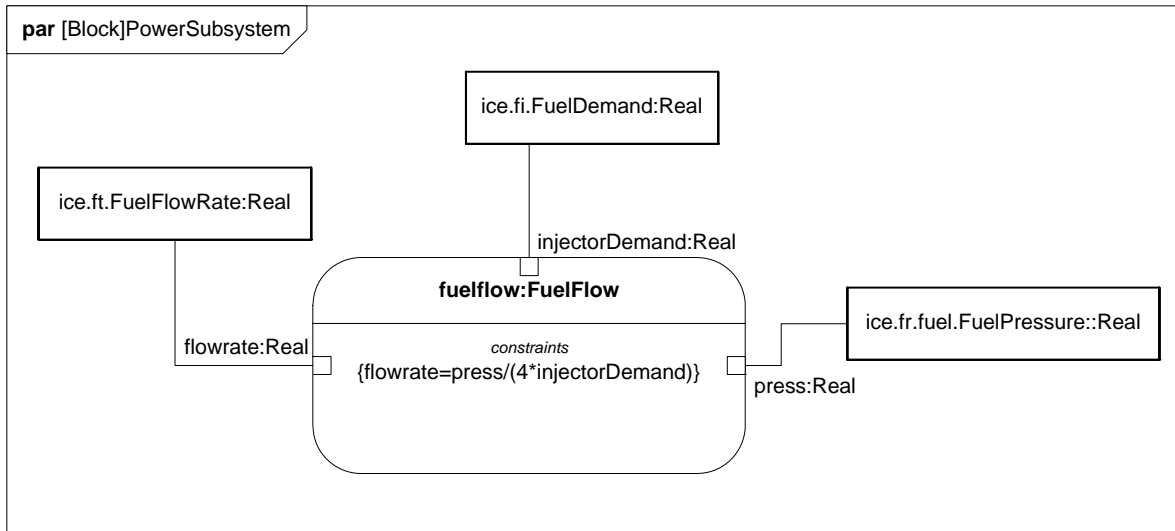 par [Block]PowerSubsystem
ice.fi.FuelDemand:Real
ice.ft.FuelFlowRate:Real
injectorDemand:Real
fuelflow:FuelFlow
ice.fr.fuel.FuelPressure::Real
flowrate:Real
constraints
{flowrate=press/(4*injectorDemand)}
press:Real